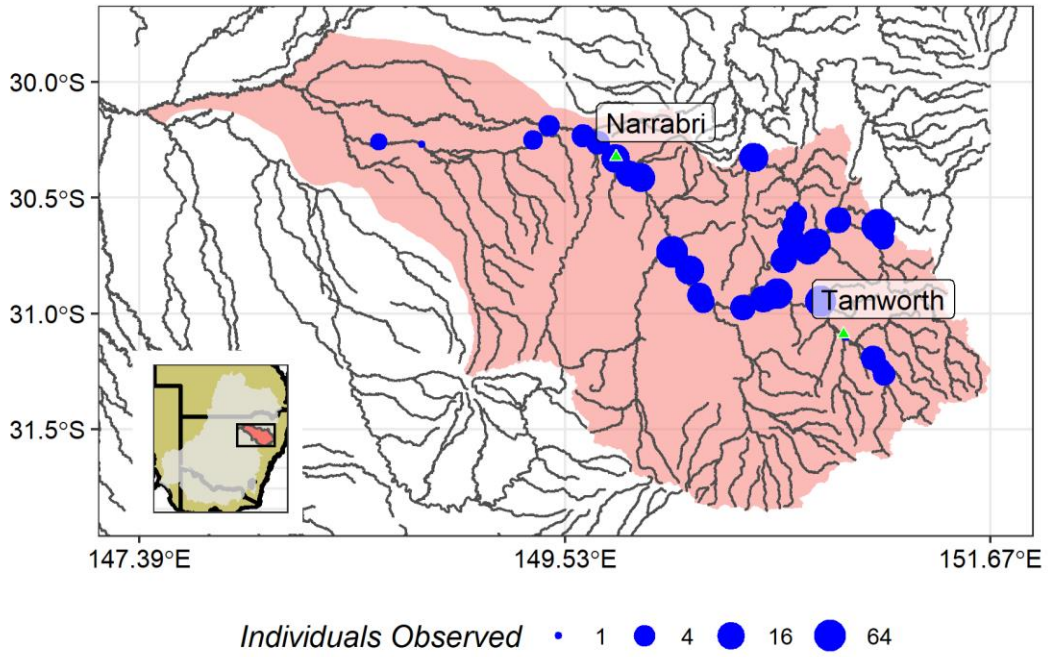 30.0°S
Narrabri
30.5°S
Tamworth
31.0°S
31.5°S
147.39°E 149.53°E 151.67°E
Individuals Observed 1 4 16 64